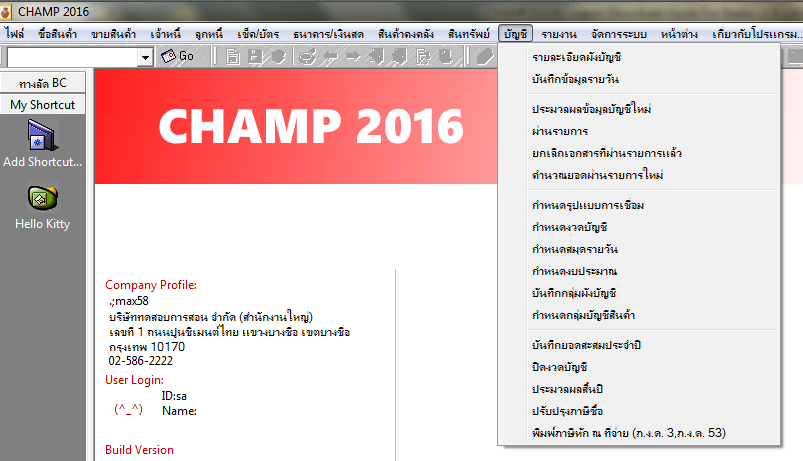 CHAMP 2016
ไฟล์ ซื้อสินค้า ขายสินค้า เจ้าหนี้ ลูกหนี้ เช็ค/บัตร ธนาคาร/เงินสด สินค้าคงคลัง สินทรัพย์ บัญชี รายงาน จัดการระบบ หน้าต่าง เกี่ยวกับโปรแกรม...
Go
ทางลัด BC
My Shortcut
Add Shortcut...
Hello Kitty
CHAMP 2016
Company Profile:
.;max58
บริษัททดสอบการสอน จำกัด (สำนักงานใหญ่)
เลขที่ 1 ถนนปูนซิเมนต์ไทย แขวงบางซื่อ เขตบางซื่อ
กรุงเทพ 10170
02-586-2222
User Login:
ID:sa
(^_^) Name:
Build Version
รายละเอียดผังบัญชี
บันทึกข้อมูลรายวัน
ประมวลผลข้อมูลบัญชีใหม่
ผ่านรายการ
ยกเลิกเอกสารที่ผ่านรายการแล้ว
คำนวณยอดผ่านรายการใหม่
กำหนดรูปแบบการเชื่อม
กำหนดงวดบัญชี
กำหนดสมุดรายวัน
กำหนดงบประมาณ
บันทึกกลุ่มผังบัญชี
กำหนดกลุ่มบัญชีสินค้า
บันทึกยอดสะสมประจำปี
ปิดงวดบัญชี
ประมวลผลสิ้นปี
ปรับปรุงภาษีซื้อ
พิมพ์ภาษีหัก ณ ที่จ่าย (ภ.ง.ด. 3,ภ.ง.ด. 53)